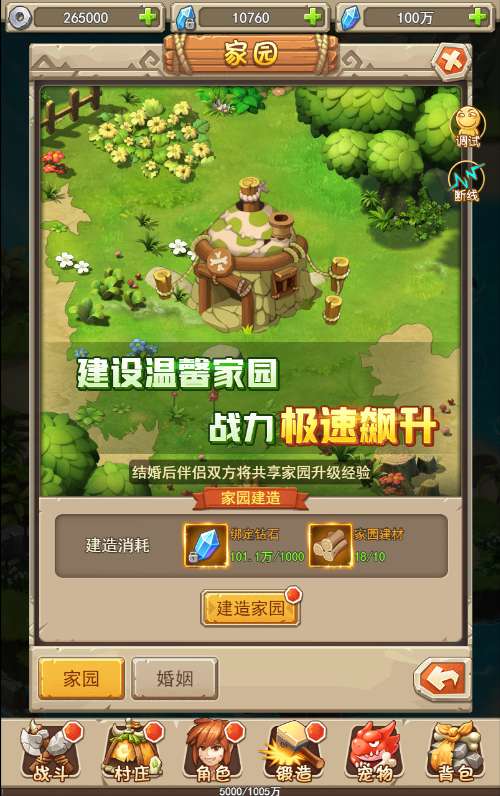 265000
10760
100万
家园
调试
断线
建设温馨家园
战力 极速飙升
结婚后伴侣双方将共享家园升级经验
家园建造
建造消耗
绑定钻石
101.1万/1000
家园建材
18/10
建造家园
家园
婚姻
战斗
村庄
角色
锻造
宠物
背包
5000/1005万